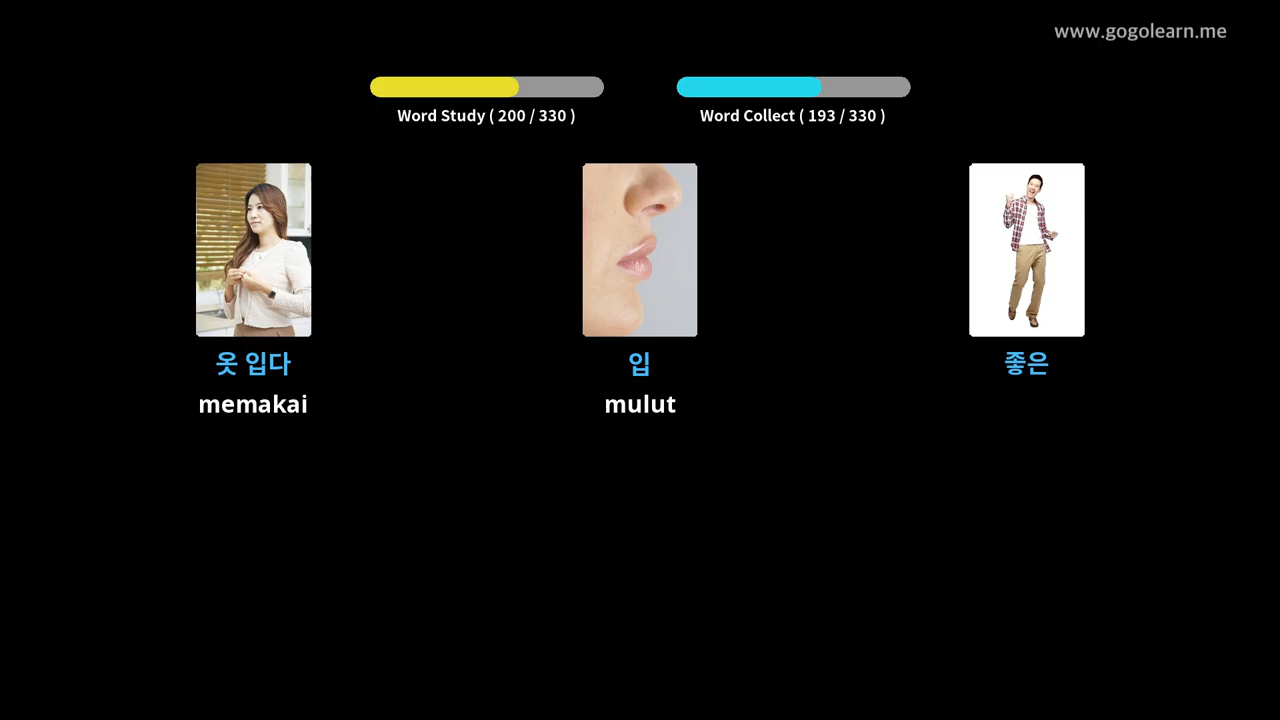 www.gogolearn.me
Word Study ( 200 / 330 )
Word Collect ( 193 / 330 )
옷 입다
입
좋은
memakai
mulut